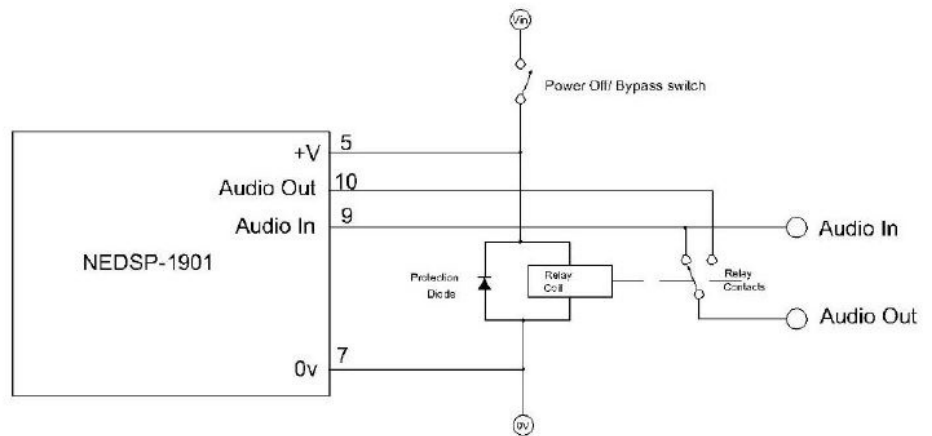 Vin
Power Off/ Bypass switch
+V
5
Audio Out
10
Audio In
9
Audio In
NEDSP-1901
Protection
Diode
Relay
Coil
Relay
Contacts
Audio Out
0v
7
0V